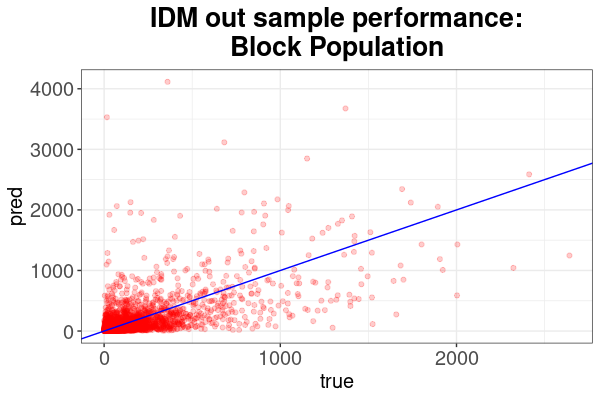 IDM out sample performance:
Block Population
pred
4000
3000
2000
1000
0
0 1000 2000
true